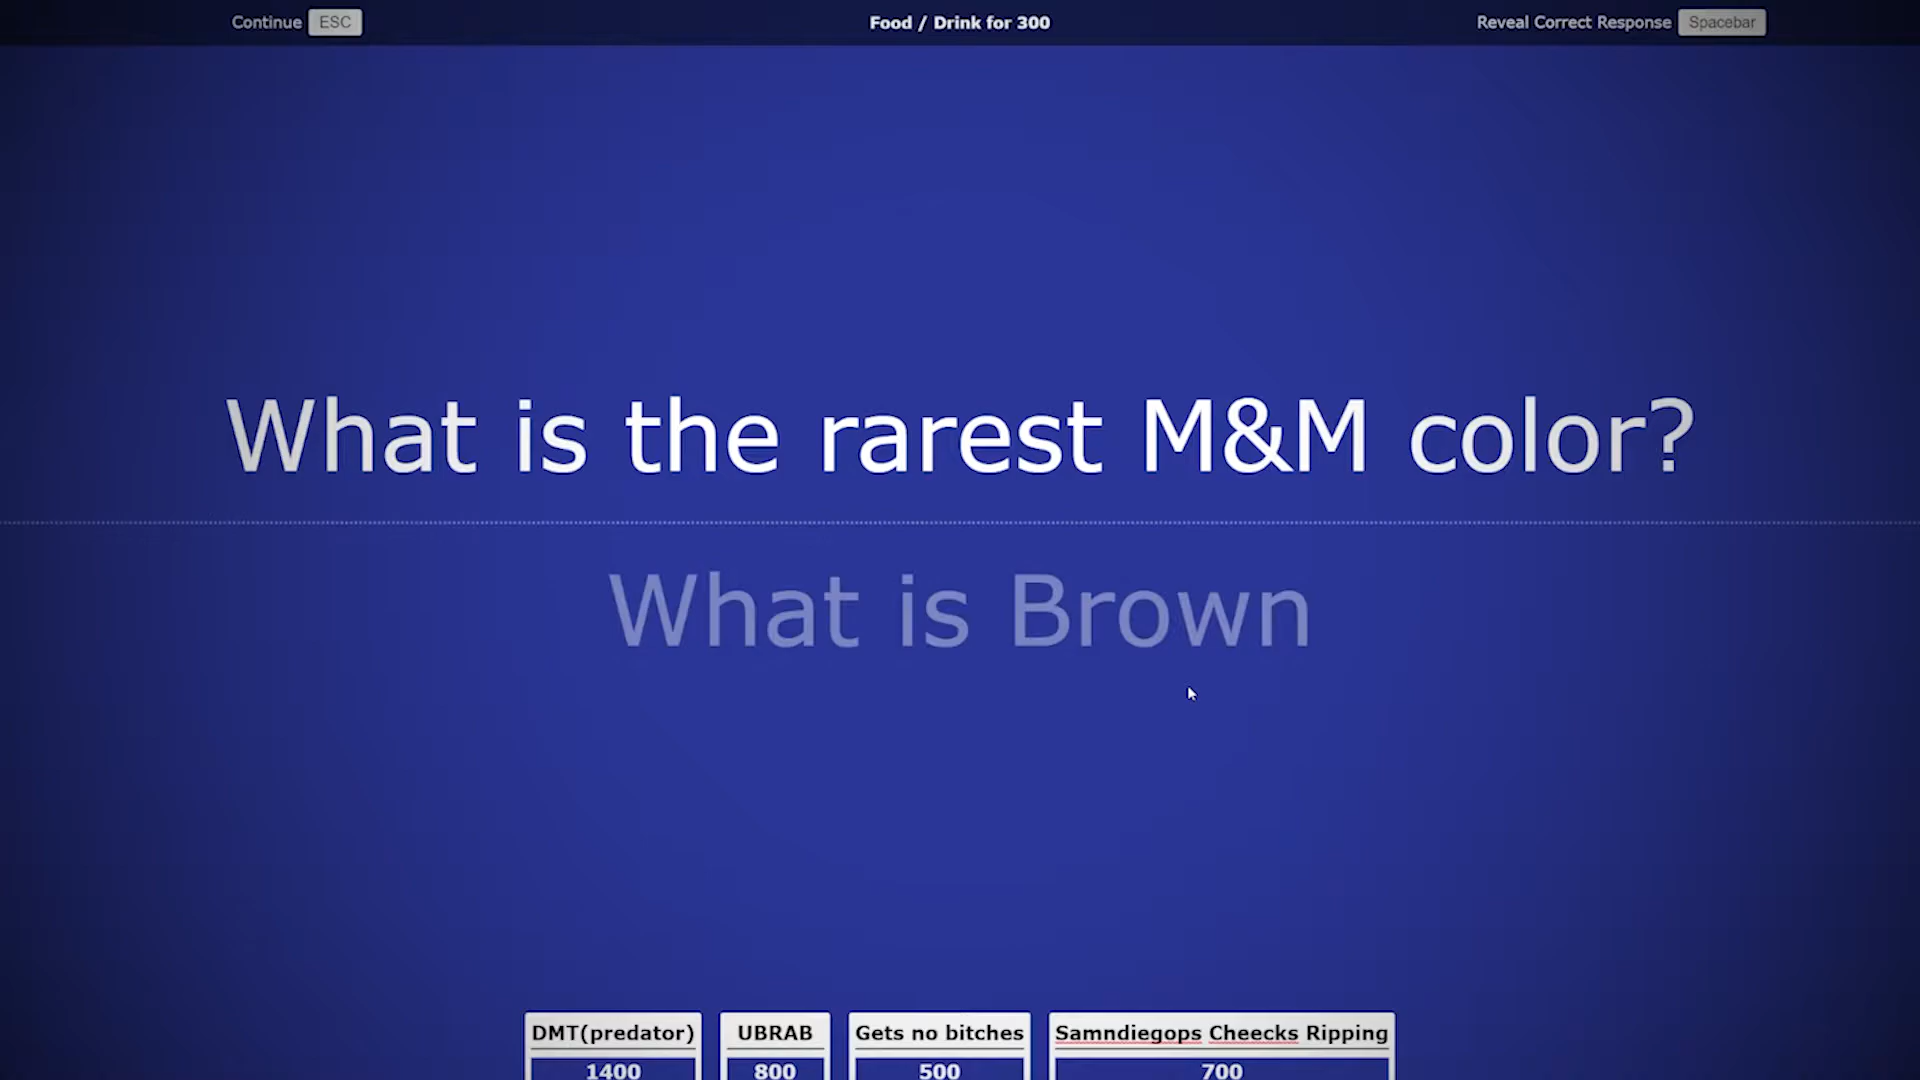 Continue ESC Food / Drink for 300 Reveal Correct Response Spacebar
What is the rarest M&M color?
What is Brown
DMT(predator) UBRAB Gets no bitches Samndiegops Cheecks Ripping
1400 800 500 700